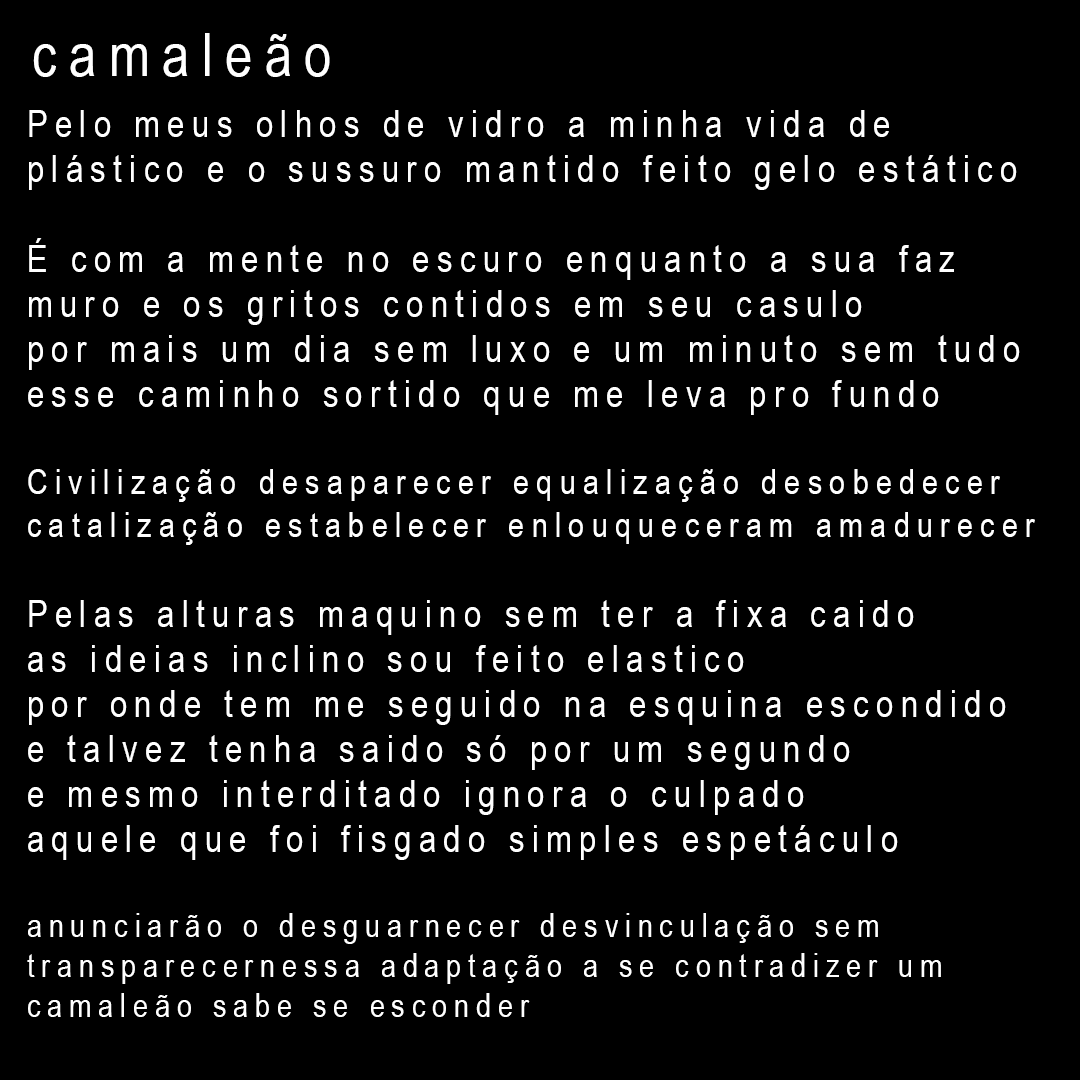 camaleão
Pelo meus olhos de vidro a minha vida de
plástico e o sussuro mantido feito gelo estático
É com a mente no escuro enquanto a sua faz
muro e os gritos contidos em seu casulo
por mais um dia sem luxo e um minuto sem tudo
esse caminho sortido que me leva pro fundo
Civilização desaparecer equalização desobedecer
catalização estabelecer enlouqueceram amadurecer
Pelas alturas maquino sem ter a fixa caido
as ideias inclino sou feito elastico
por onde tem me seguido na esquina escondido
e talvez tenha saido só por um segundo
e mesmo interditado ignora o culpado
aquele que foi fisgado simples espetáculo
anunciarão o desguarnecer desvinculação sem
transparecernessa adaptação a se contradizer um
camaleão sabe se esconder